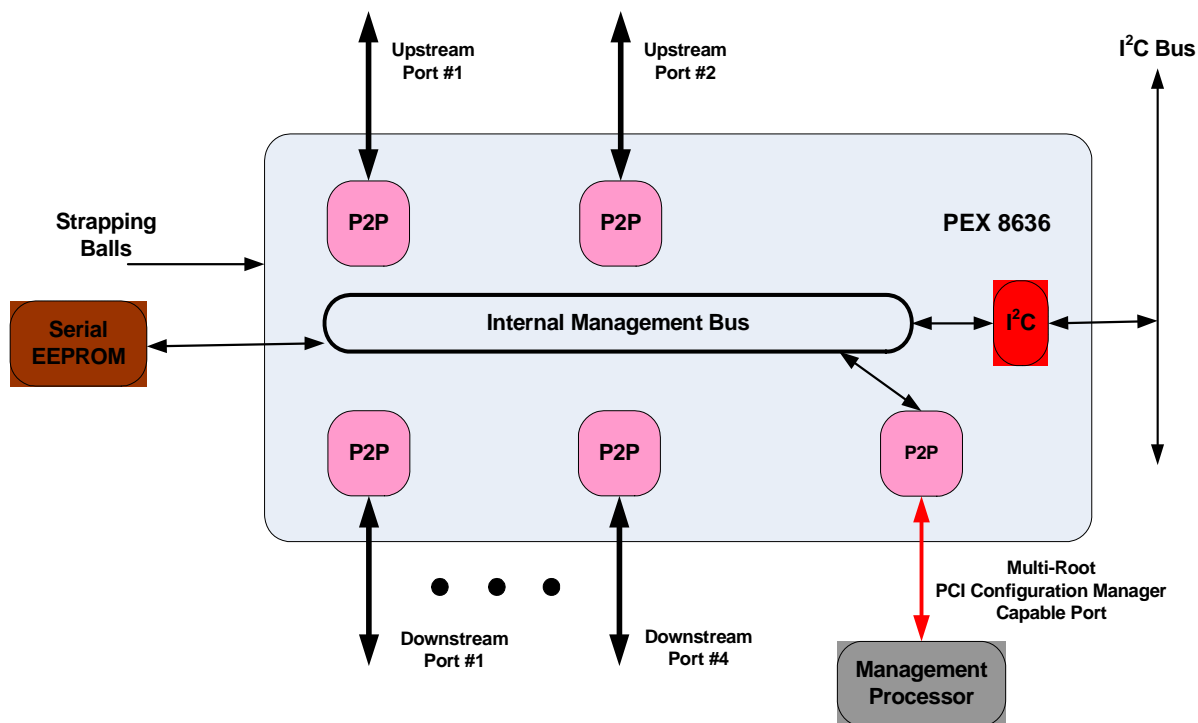 Upstream
Port #1
Upstream
Port #2
I²C Bus
P2P
P2P
PEX 8636
Strapping
Balls
Serial
EEPROM
Internal Management Bus
I²C
P2P
P2P
P2P
Multi-Root
PCI Configuration Manager
Capable Port
Downstream
Port #1
Downstream
Port #4
Management
Processor